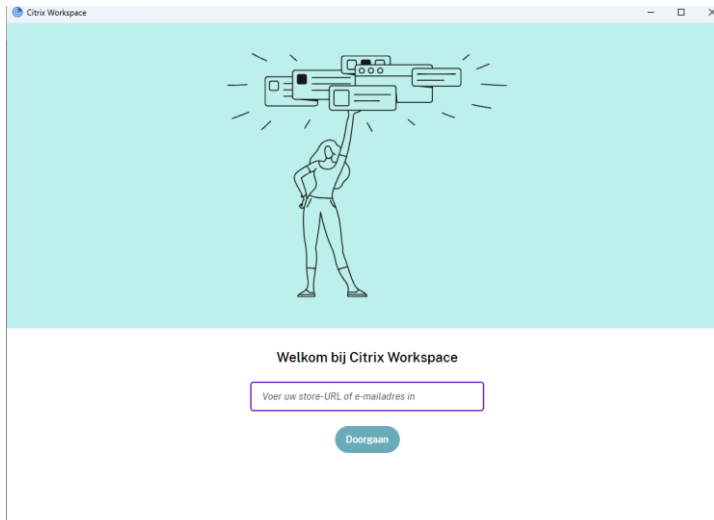 Citrix Workspace
Welkom bij Citrix Workspace
Voer uw store-URL of e-mailadres in
Doorgaan